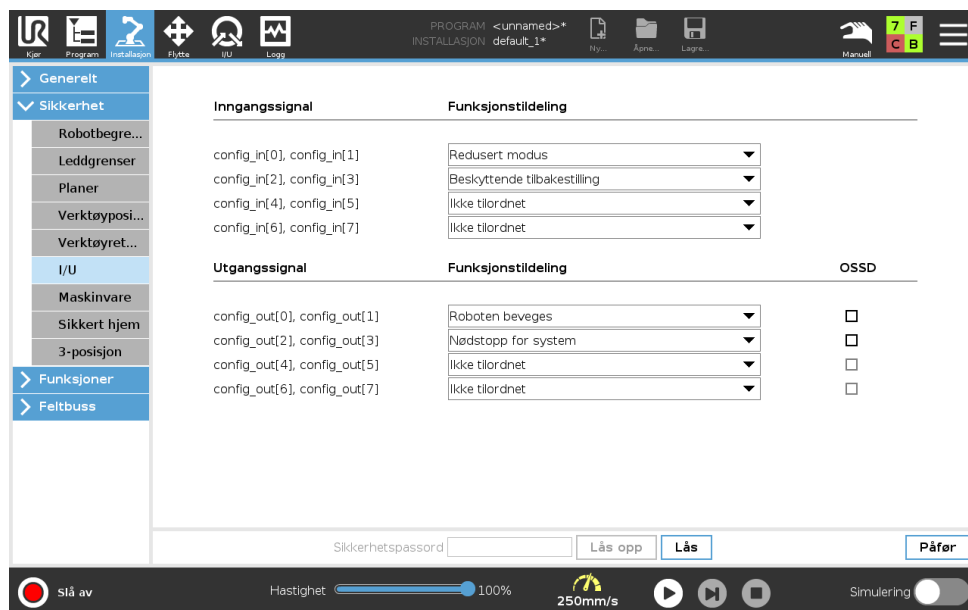 UR
PROGRAM <unnamed>*
INSTALLASJON default_1*
Kjør Program Installasjon Flytte I/U Logg Ny... Åpne... Lagre... Manuell
7 F
C B
Generelt
Sikkerhet
Robotbegre...
Leddgrenser
Planer
Verktøyposi...
Verktøyret...
I/U
Maskinvare
Sikkert hjem
3-posisjon
Funksjoner
Feltbuss
Inngangssignal Funksjonstildeling
config_in[0], config_in[1] Redusert modus
config_in[2], config_in[3] Beskyttende tilbakestilling
config_in[4], config_in[5] Ikke tilordnet
config_in[6], config_in[7] Ikke tilordnet
Utgangssignal Funksjonstildeling OSSD
config_out[0], config_out[1] Roboten beveges
config_out[2], config_out[3] Nødstopp for system
config_out[4], config_out[5] Ikke tilordnet
config_out[6], config_out[7] Ikke tilordnet
Sikkerhetspassord Lås opp Lås Påfør
Slå av Hastighet 100% 250mm/s Simulering